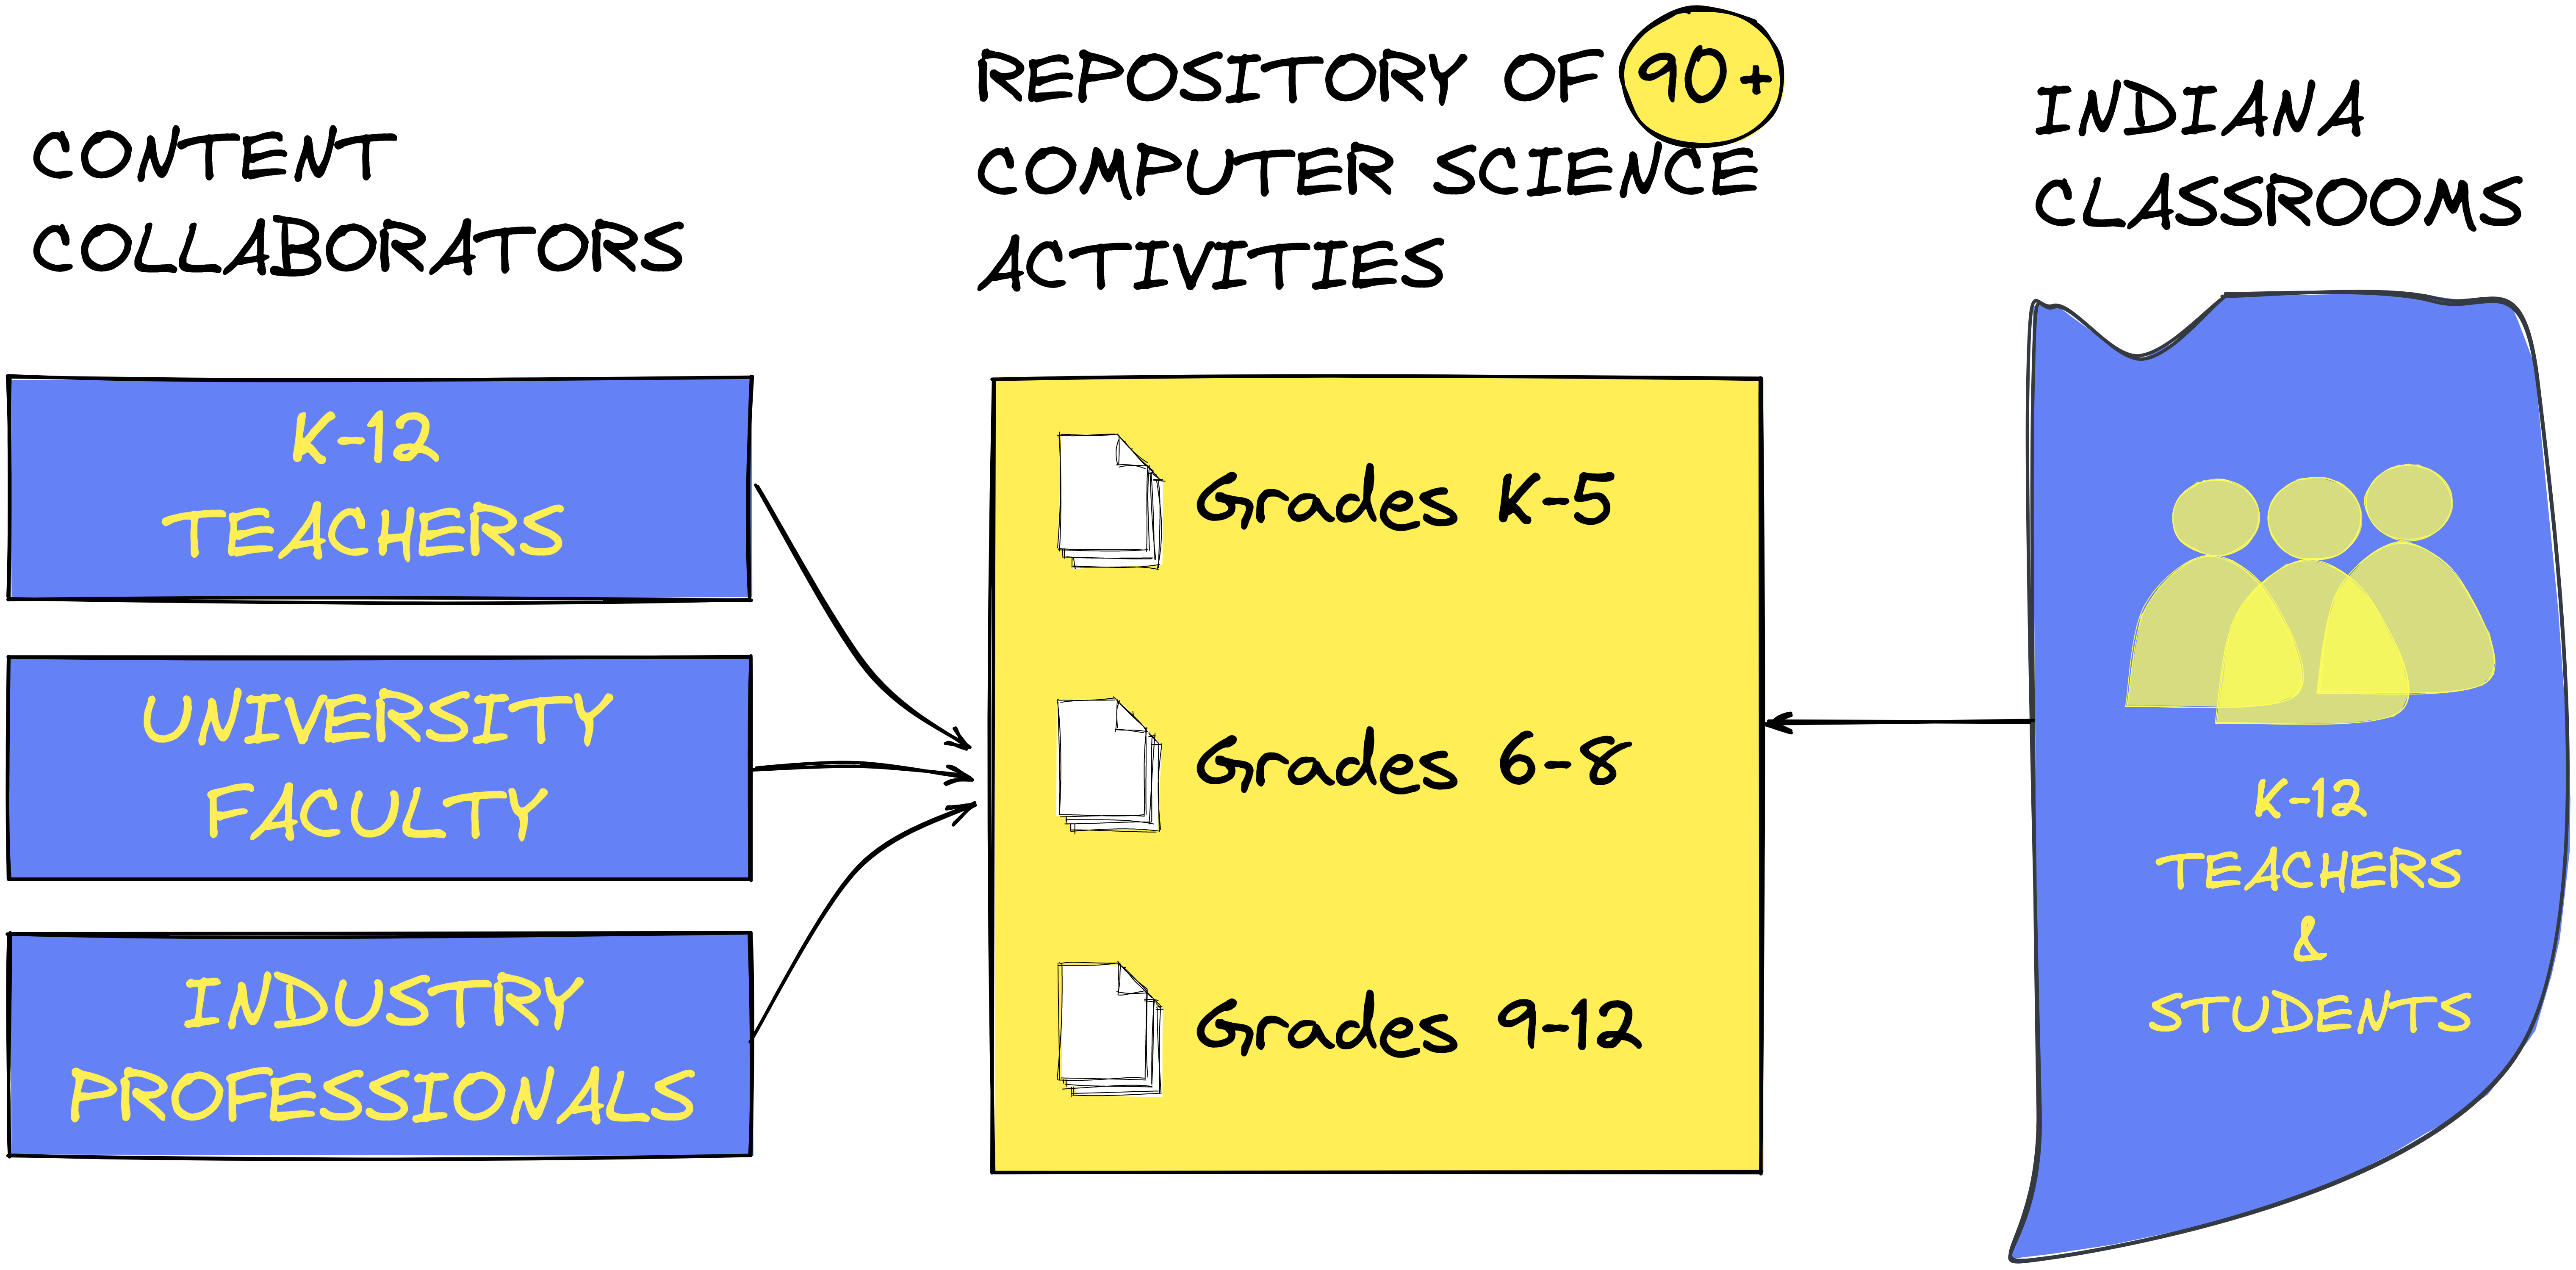 CONTENT
COLLABORATORS
K-12
TEACHERS
UNIVERSITY
FACULTY
INDUSTRY
PROFESSIONALS
REPOSITORY OF 90+
COMPUTER SCIENCE
ACTIVITIES
Grades K-5
Grades 6-8
Grades 9-12
INDIANA
CLASSROOMS
K-12
TEACHERS
&
STUDENTS